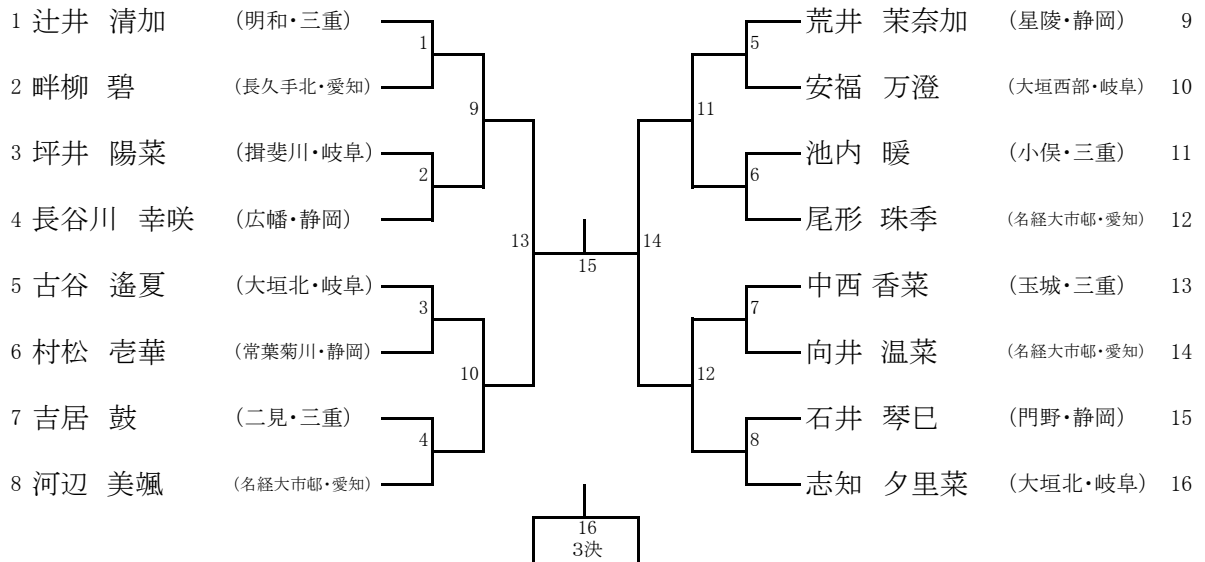 1 辻井 清加 (明和・三重)
1
2 畔柳 碧 (長久手北・愛知)
9
3 坪井 陽菜 (揖斐川・岐阜)
2
4 長谷川 幸咲 (広幡・静岡)
13
5 古谷 遙夏 (大垣北・岐阜)
3
6 村松 壱華 (常葉菊川・静岡)
10
7 吉居 鼓 (二見・三重)
4
8 河辺 美颯 (名経大市邨・愛知)
15
16
3決
荒井 茉奈加 (星陵・静岡) 9
5
安福 万澄 (大垣西部・岐阜) 10
11
池内 暖 (小俣・三重) 11
6
尾形 珠季 (名経大市邨・愛知) 12
14
中西 香菜 (玉城・三重) 13
7
向井 温菜 (名経大市邨・愛知) 14
12
石井 琴巳 (門野・静岡) 15
8
志知 夕里菜 (大垣北・岐阜) 16